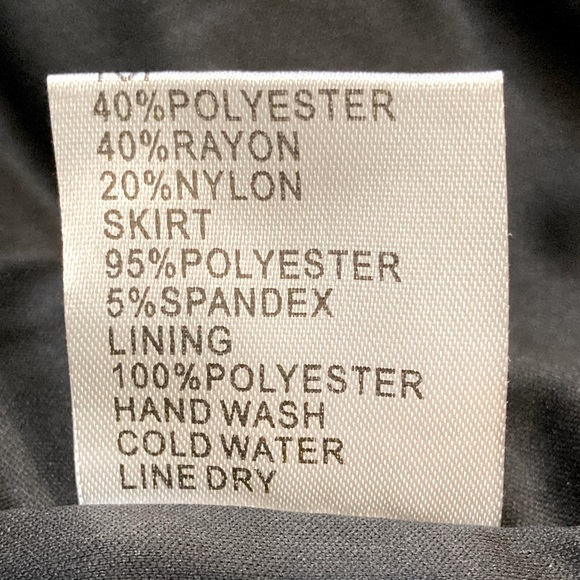 40%POLYESTER
40%RAYON
20%NYLON
SKIRT
95%POLYESTER
5%SPANDEX
LINING
100%POLYESTER
HAND WASH
COLD WATER
LINE DRY